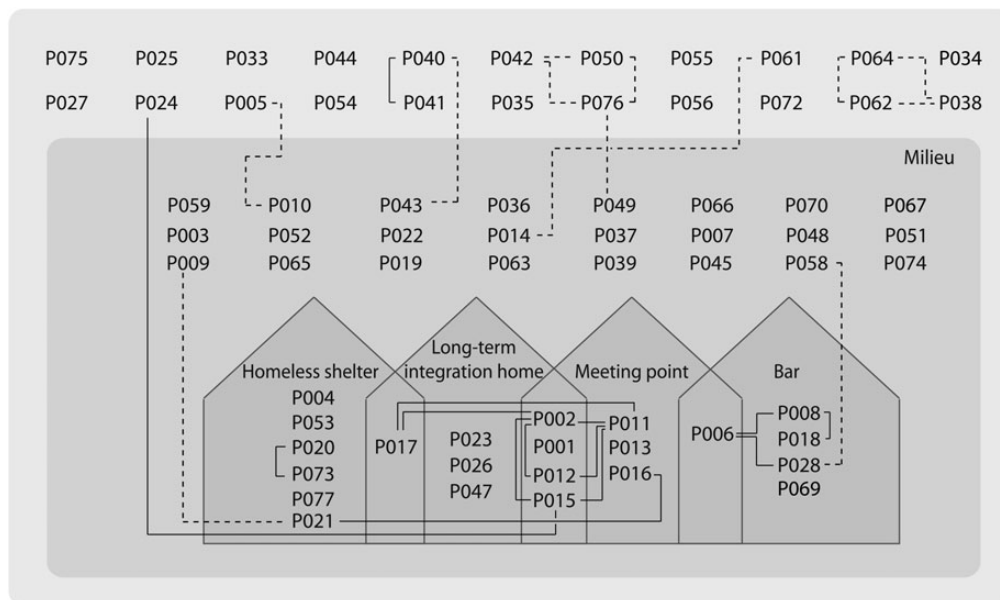 P075 P025 P033 P044 P040 P042 P050 P055 P061 P064 P034
P027 P024 P005 P054 P041 P035 P076 P056 P072 P062 P038
Milieu
P059 P010 P043 P036 P049 P066 P070 P067
P003 P052 P022 P014 P037 P007 P048 P051
P009 P065 P019 P063 P039 P045 P058 P074
Homeless shelter
P004
P053
P020
P073
P077
P021
P017
Long-term
integration home
P023
P026
P047
P002
P001
P012
P015
Meeting point
P011
P013
P016
P006
Bar
P008
P018
P028
P069